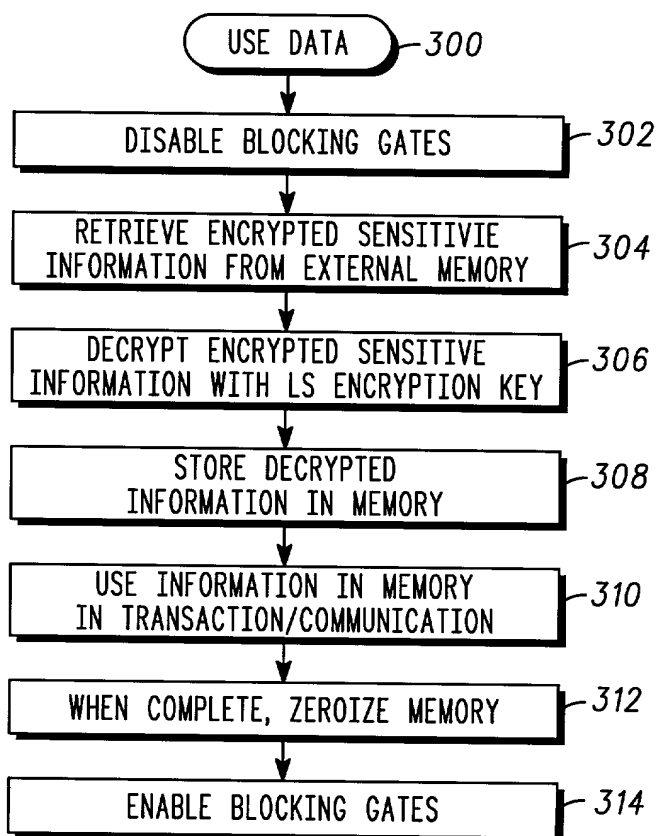 USE DATA
300
DISABLE BLOCKING GATES
302
RETRIEVE ENCRYPTED SENSITIVIE
INFORMATION FROM EXTERNAL MEMORY
304
DECRYPT ENCRYPTED SENSITIVE
INFORMATION WITH LS ENCRYPTION KEY
306
STORE DECRYPTED
INFORMATION IN MEMORY
308
USE INFORMATION IN MEMORY
IN TRANSACTION/COMMUNICATION
310
WHEN COMPLETE, ZEROIZE MEMORY
312
ENABLE BLOCKING GATES
314